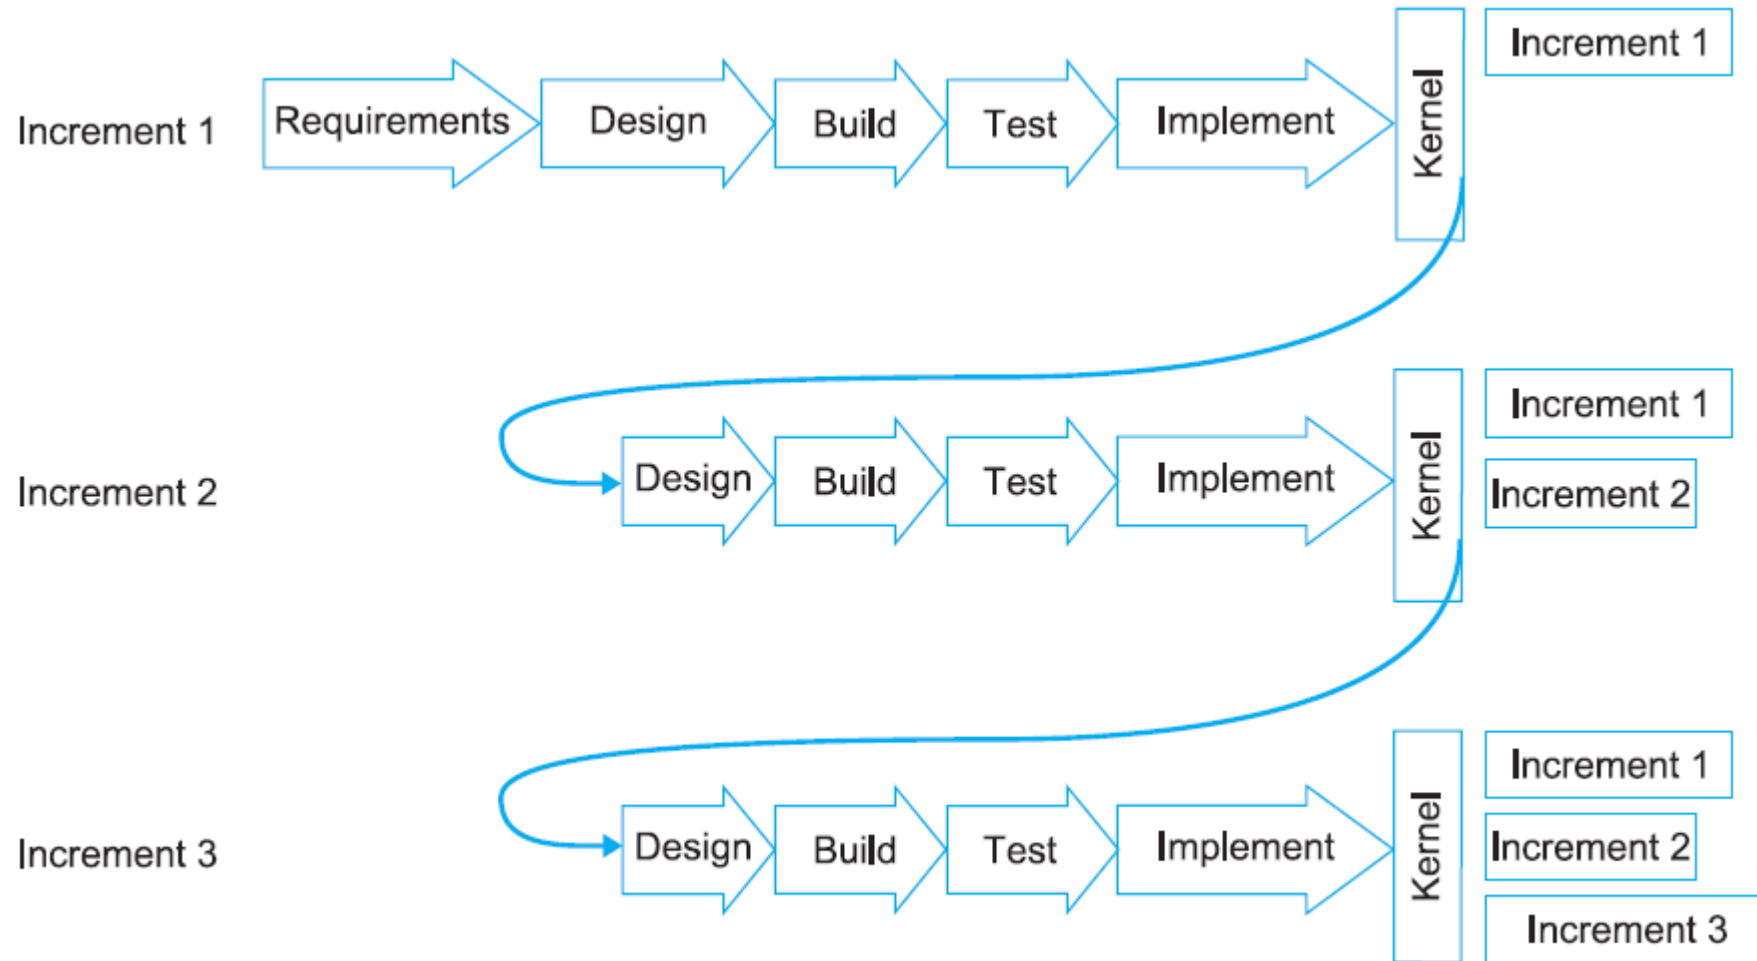 Increment 1
Increment 1
Requirements
Design
Build
Test
Implement
Kernel
Increment 2
Design
Build
Test
Implement
Kernel
Increment 1
Increment 2
Increment 3
Design
Build
Test
Implement
Kernel
Increment 1
Increment 2
Increment 3